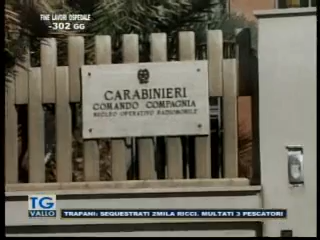 FINE LAVORI OSPEDALE
-302 GG
CARABINIERI
COMANDO COMPAGNIA
NUCLEO OPERATIVO RADIOMOBILE
TG
VALLO
TRAPANI: SEQUESTRATI 2MILA RICCI. MULTATI 3 PESCATORI